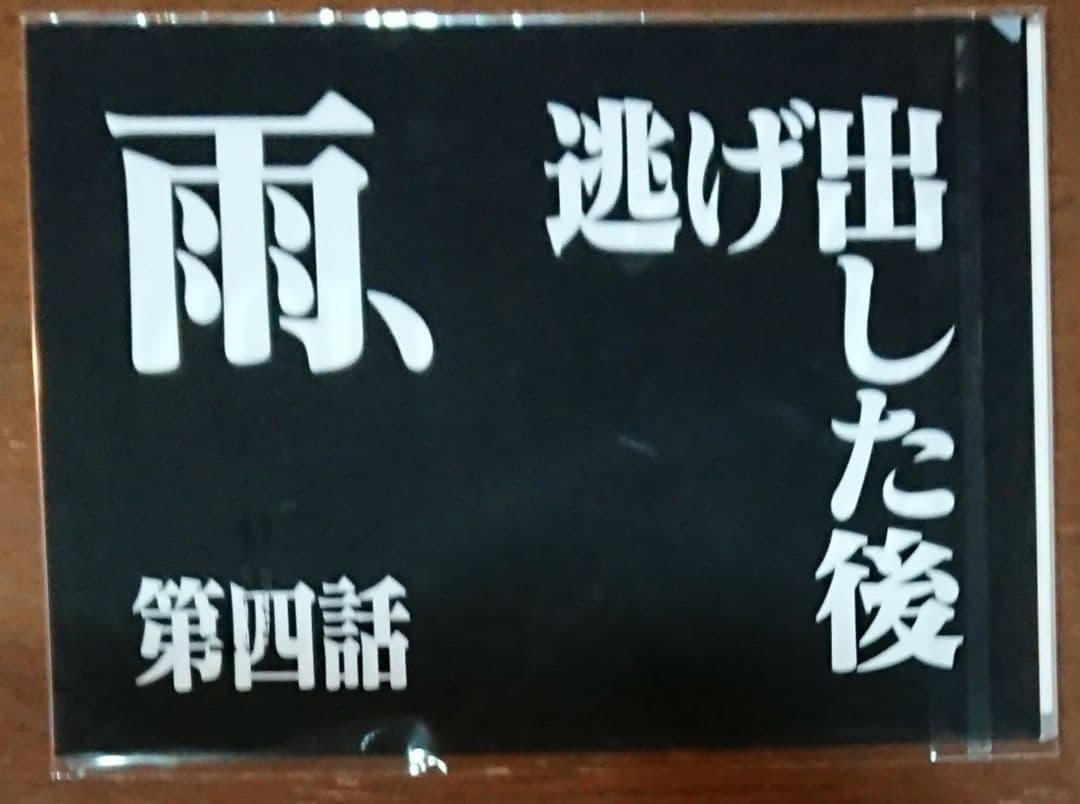 雨、
逃げ出した後
第四話